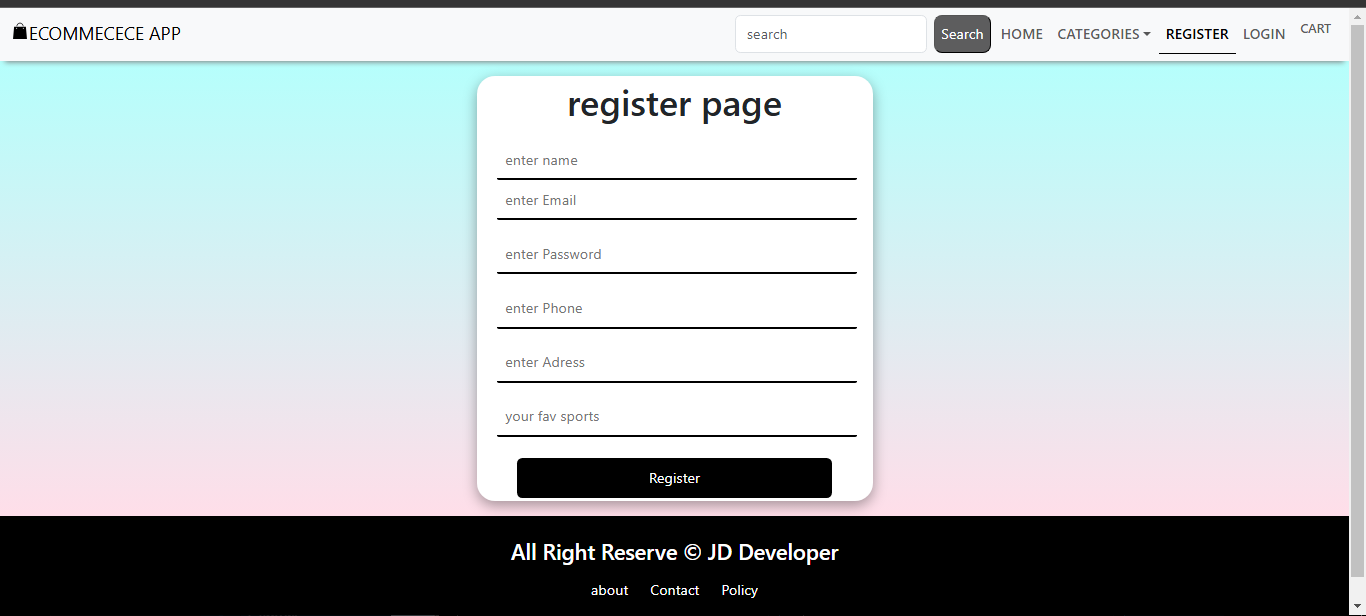 ECOMMECECE APP
search Search HOME CATEGORIES REGISTER LOGIN CART
register page
enter name
enter Email
enter Password
enter Phone
enter Adress
your fav sports
Register
All Right Reserve © JD Developer
about Contact Policy